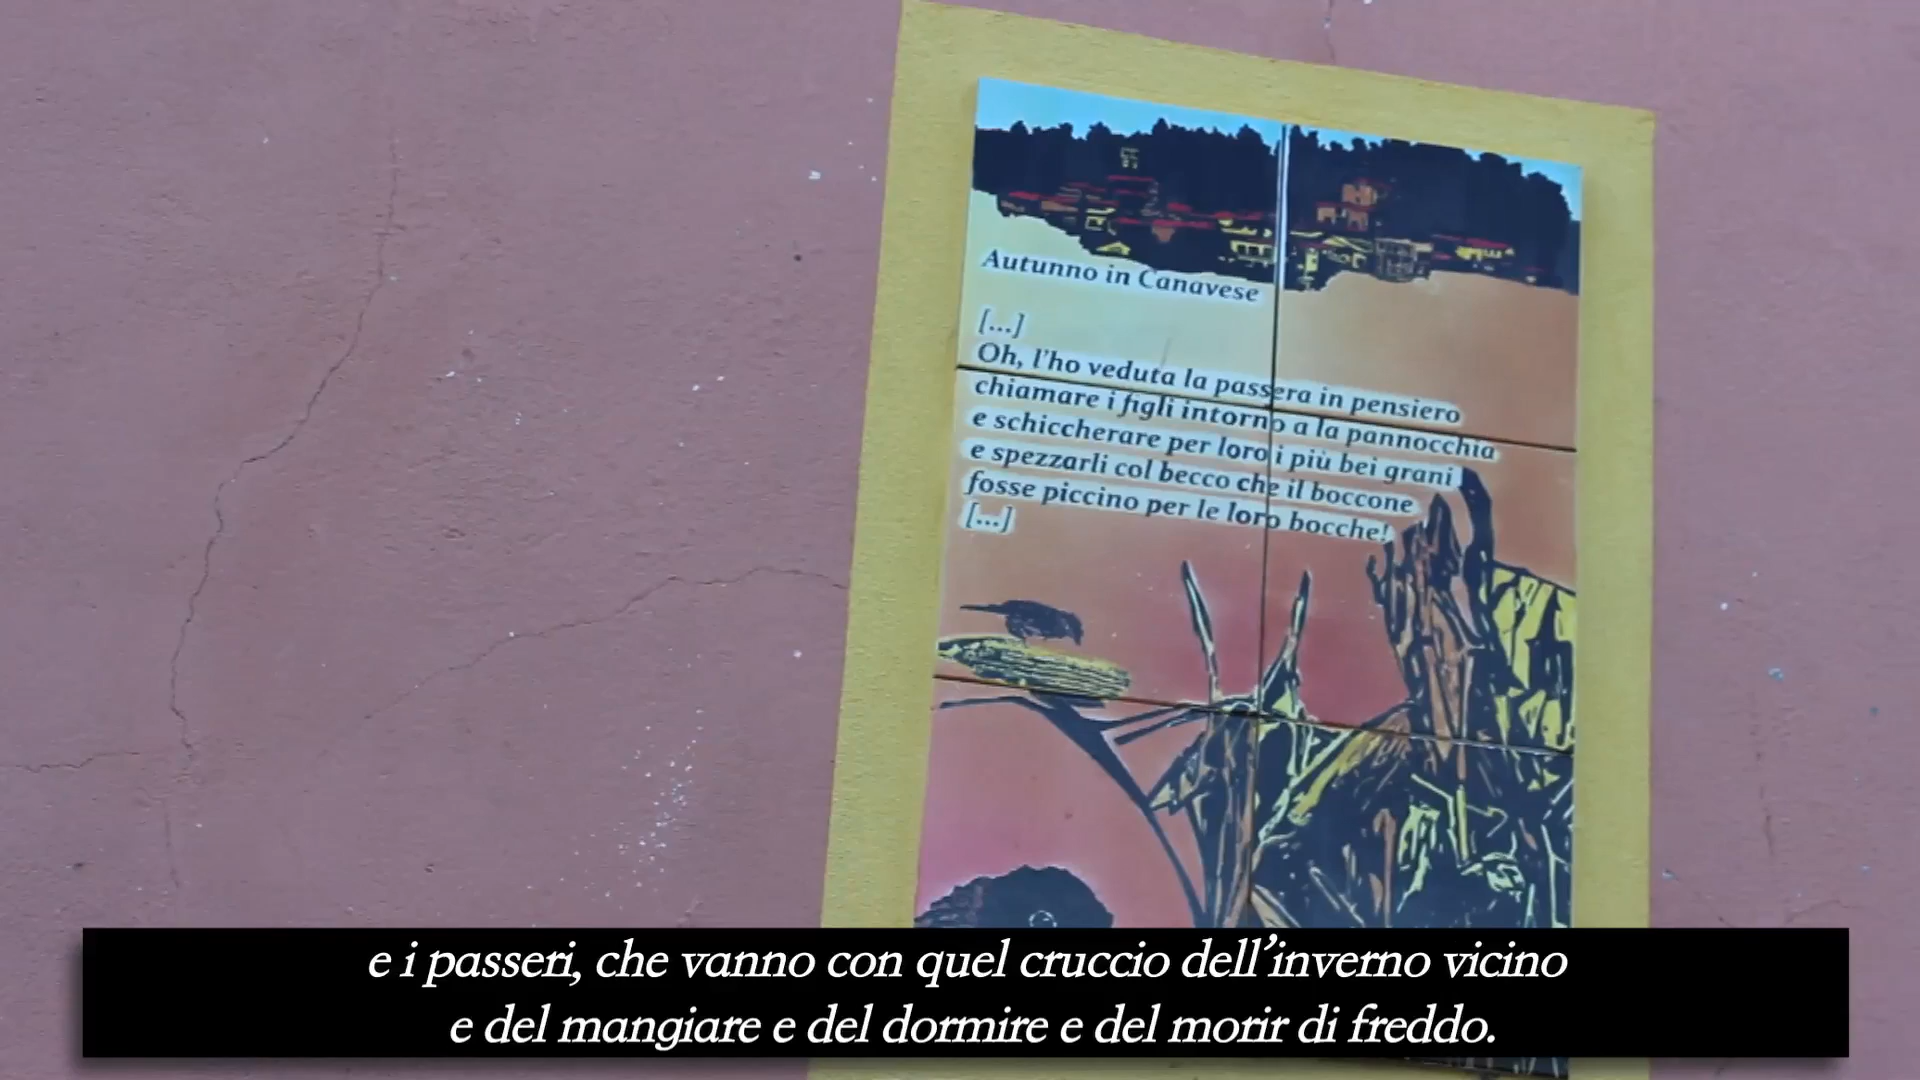 Autunno in Canavese
[...]
Oh, l'ho veduta la passera in pensiero
chiamare i figli intorno a la pannocchia
e schiccherare per loro i più bei grani
e spezzarli col becco che il boccone
fosse piccino per le loro bocche!
[...]
e i passeri, che vanno con quel cruccio dell'inverno vicino
e del mangiare e del dormire e del morir di freddo.